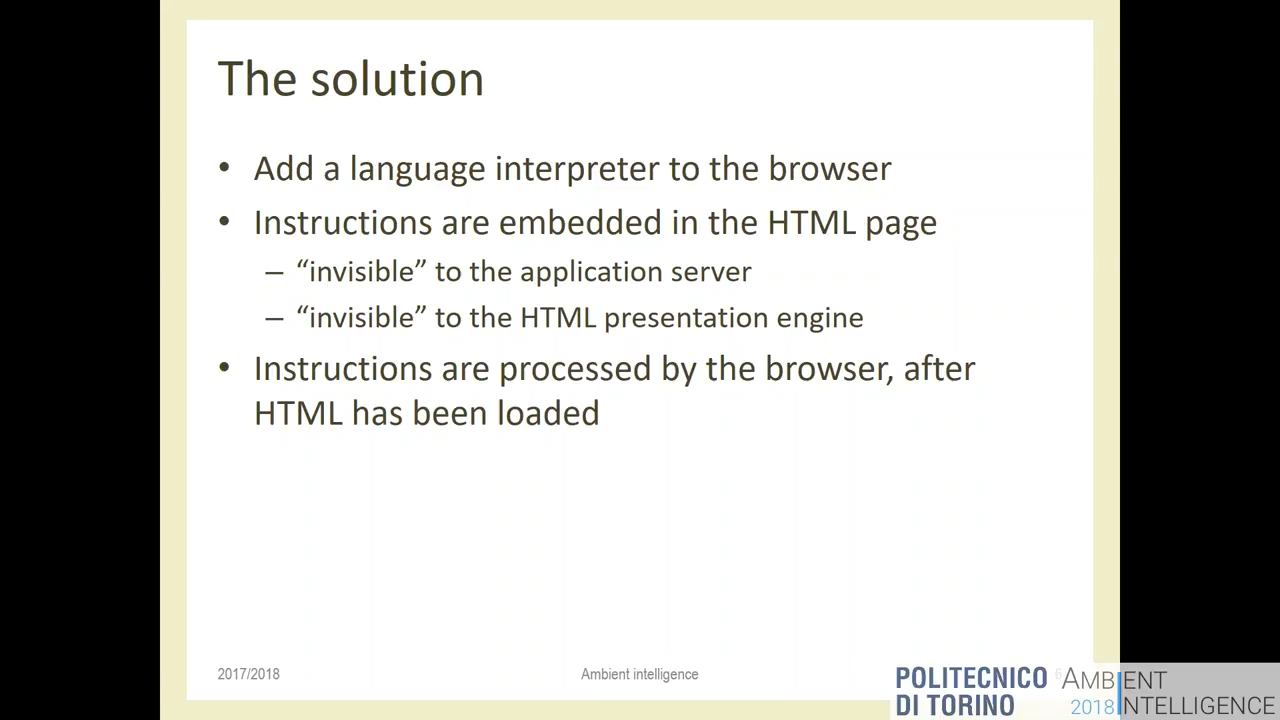 The solution
• Add a language interpreter to the browser
• Instructions are embedded in the HTML page
– “invisible” to the application server
– “invisible” to the HTML presentation engine
• Instructions are processed by the browser, after
HTML has been loaded
2017/2018
Ambient intelligence
6
POLITECNICO
DI TORINO
AMBIENT
2018 INTELLIGENCE